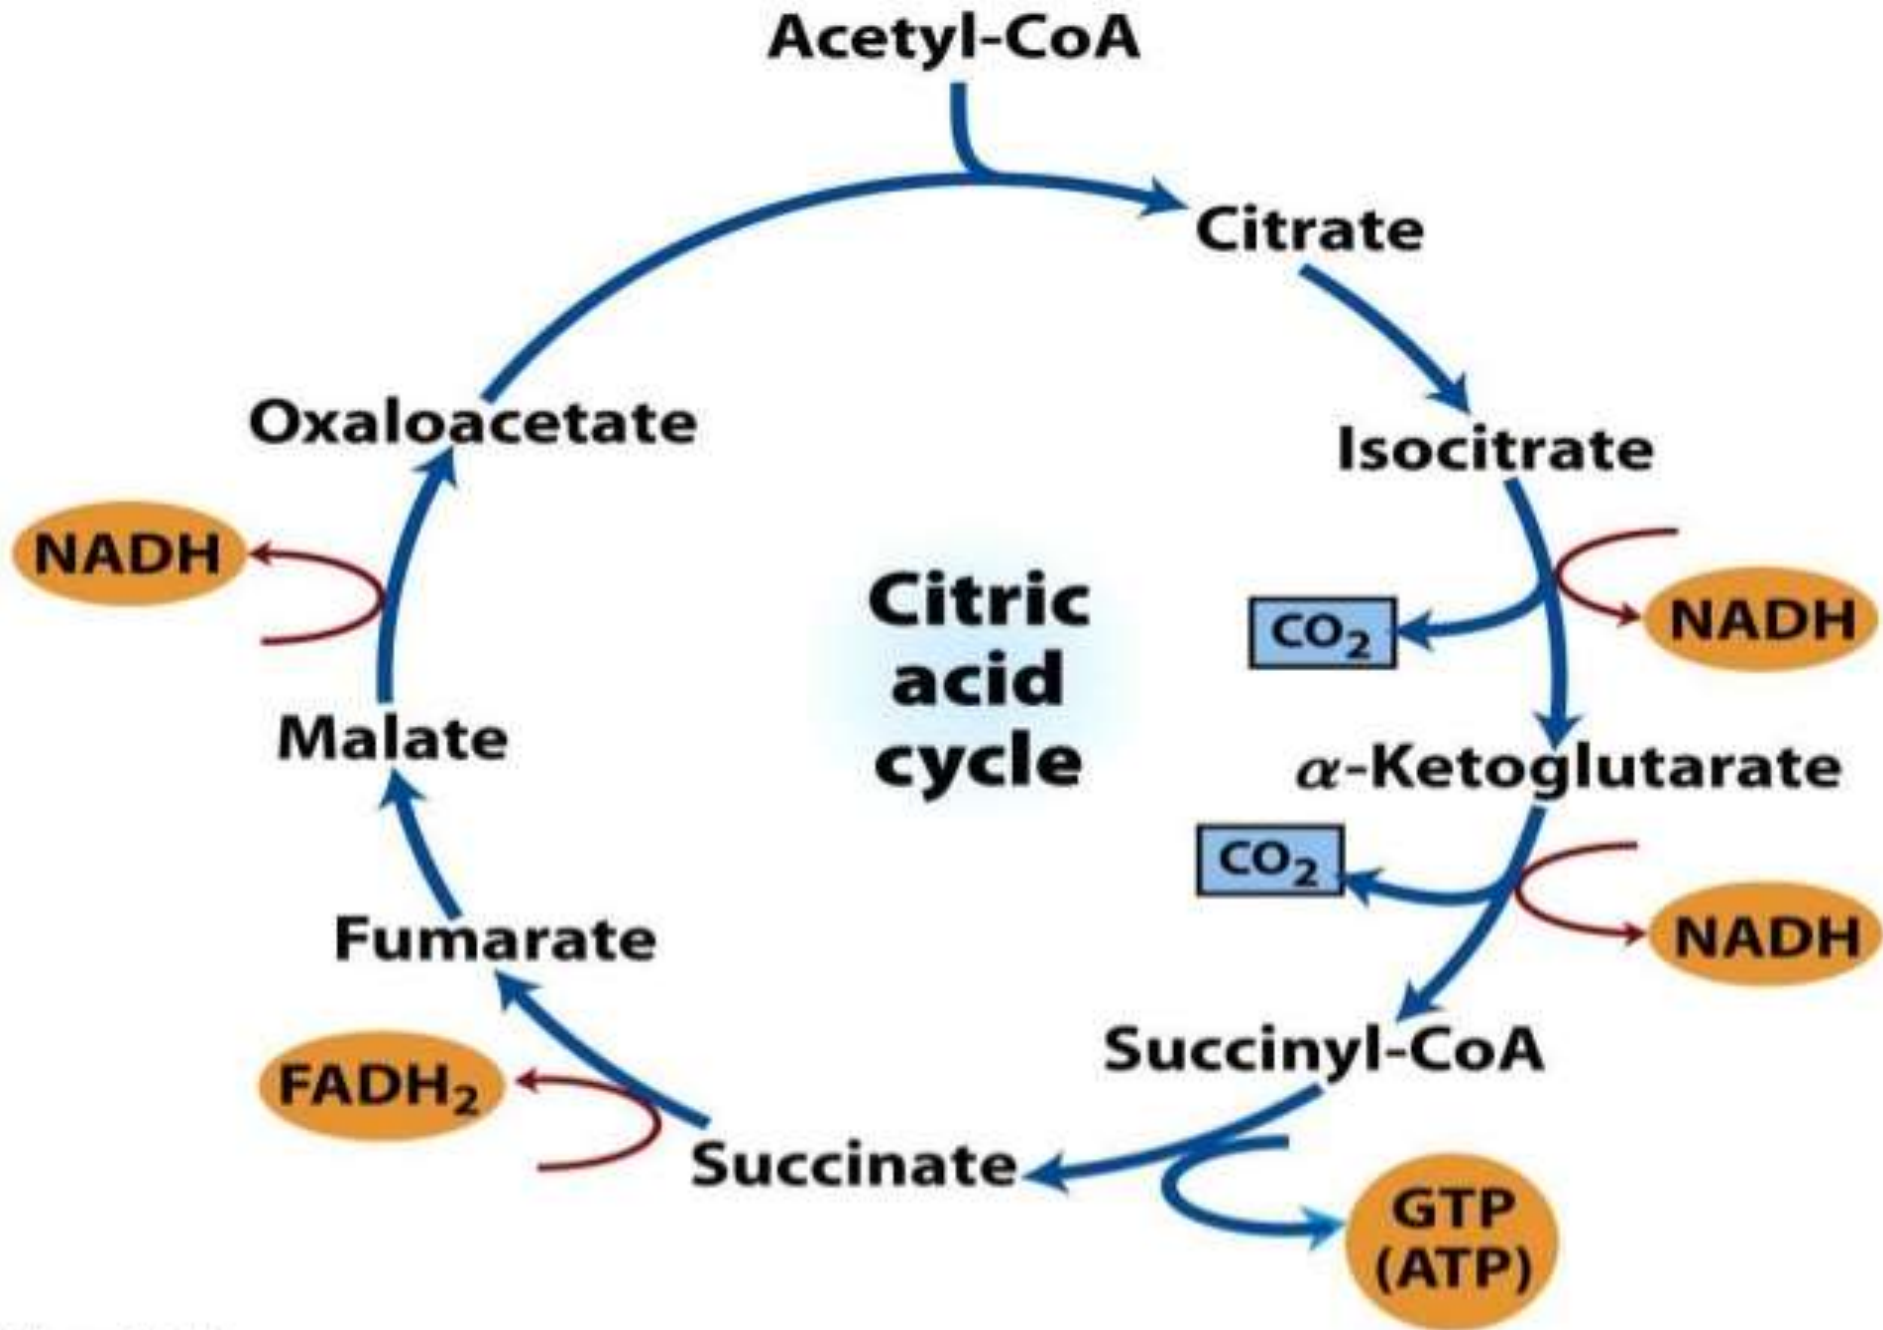 Acetyl-CoA
Citrate
Oxaloacetate
Isocitrate
NADH
Citric
acid
cycle
CO₂
NADH
Malate
α-Ketoglutarate
CO₂
NADH
Fumarate
Succinyl-CoA
FADH₂
Succinate
GTP
(ATP)